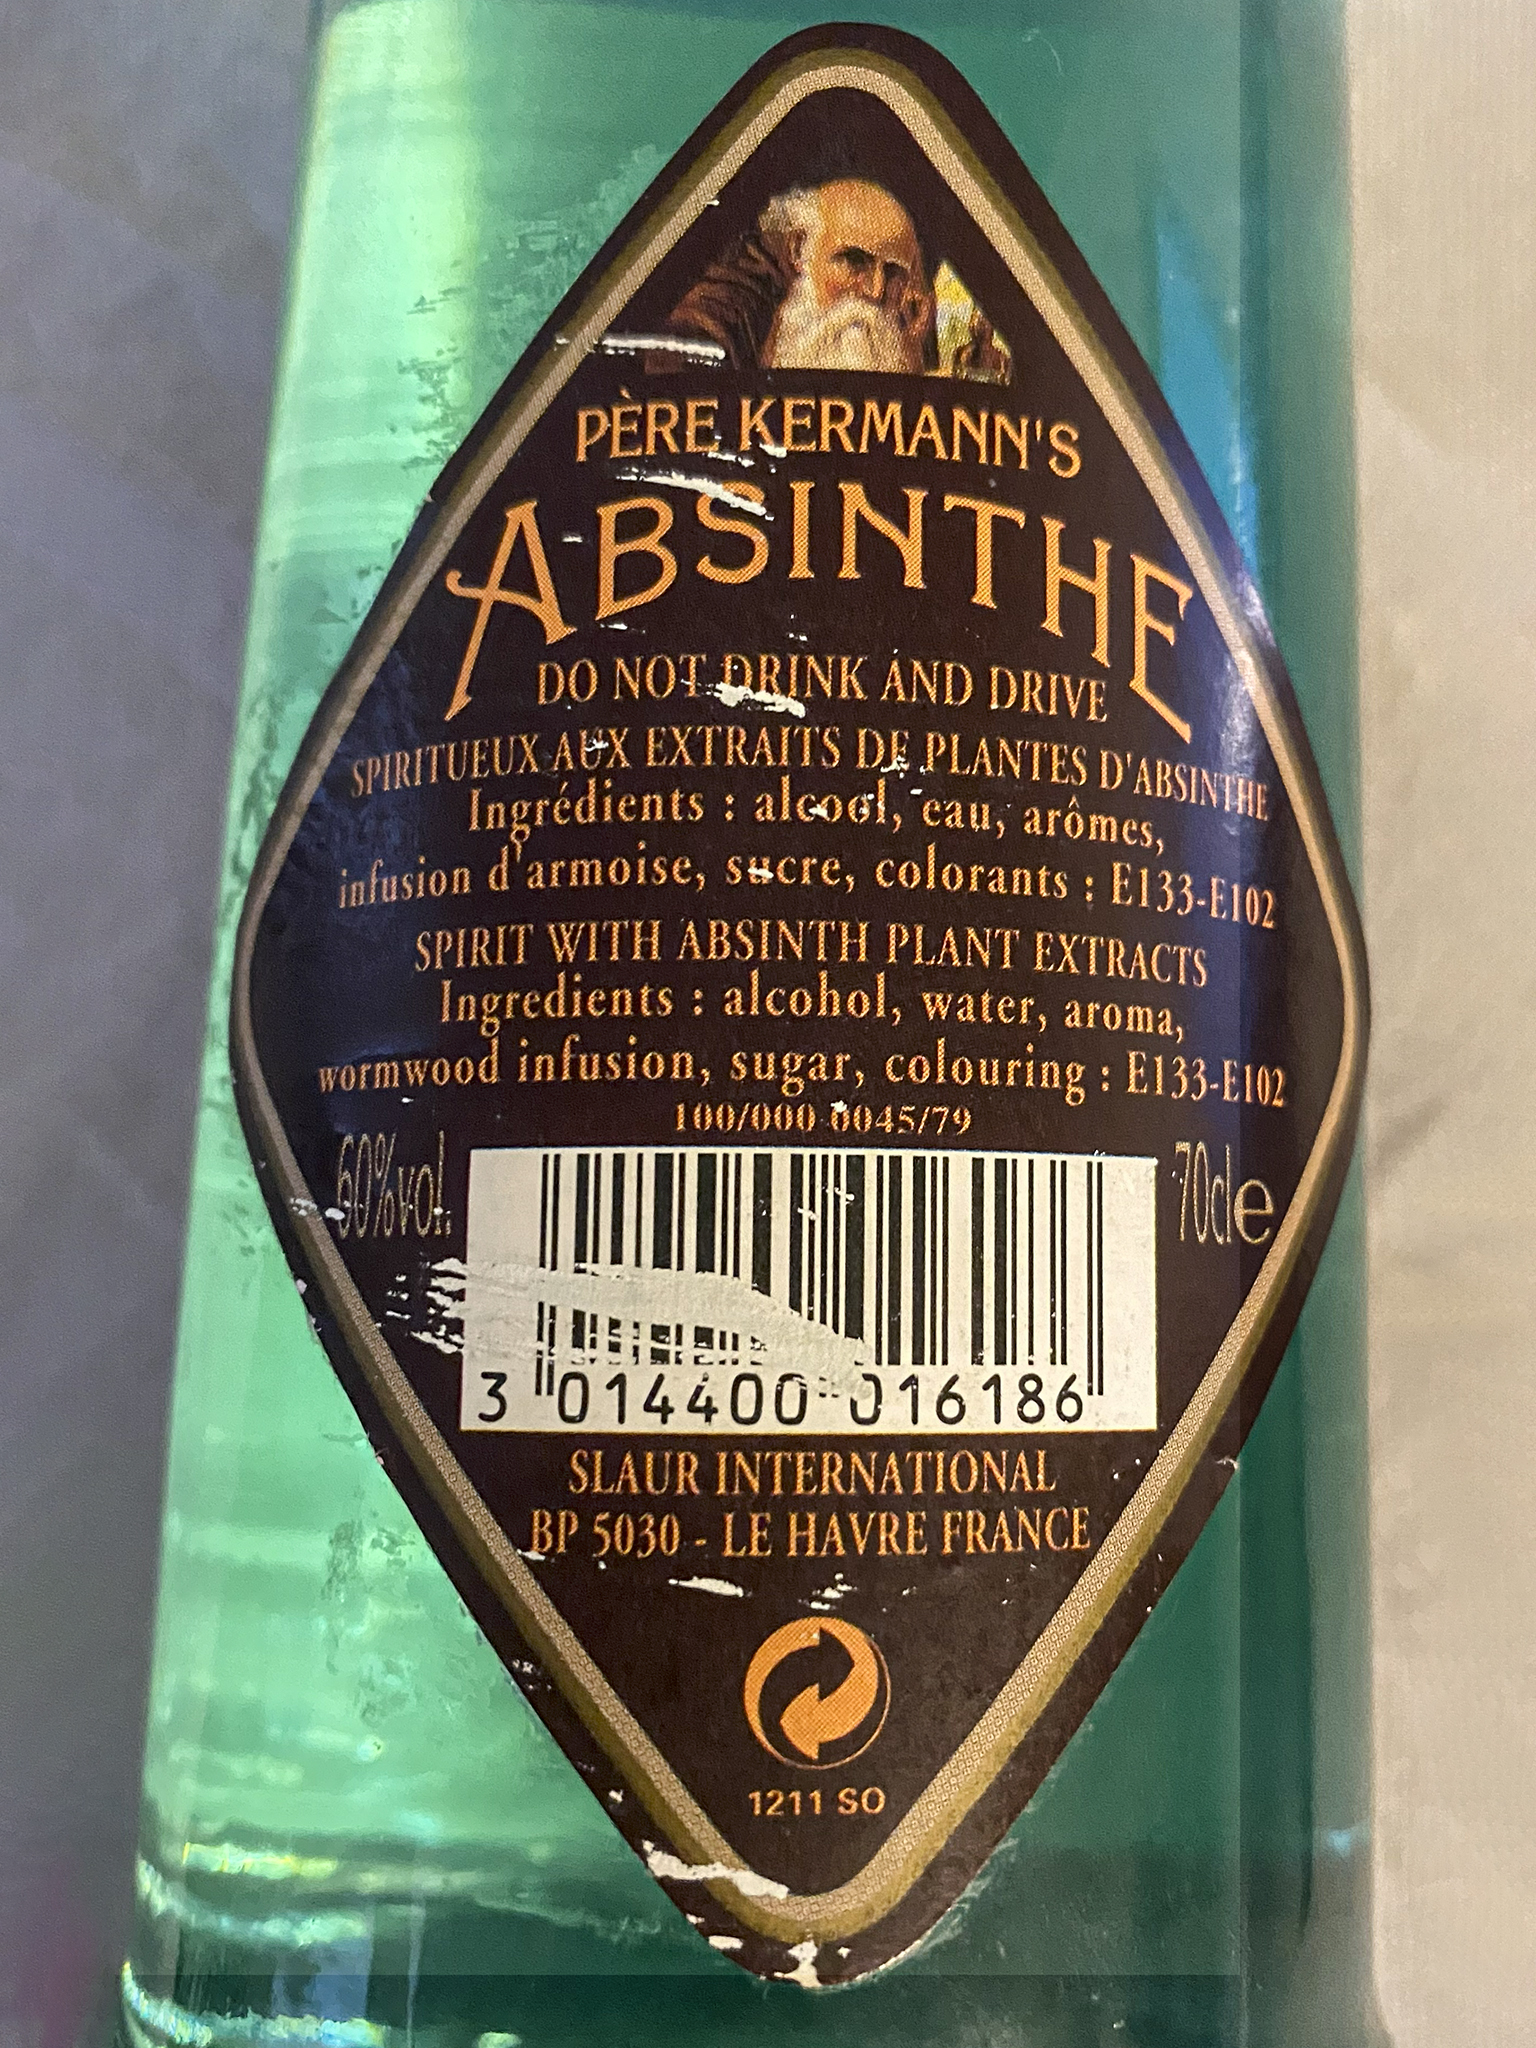 PÈRE KERMANN'S
ABSINTHE
DO NOT DRINK AND DRIVE
SPIRITUEUX AUX EXTRAITS DE PLANTES D'ABSINTHE
Ingrédients : alcool, eau, arômes,
infusion d'armoise, sucre, colorants : E133-E102
SPIRIT WITH ABSINTH PLANT EXTRACTS
Ingredients : alcohol, water, aroma,
wormwood infusion, sugar, colouring : E133-E102
100/000 0045/79
60%vol. 70cle
3 014400 016186
SLAUR INTERNATIONAL
BP 5030 - LE HAVRE FRANCE
1211 SO